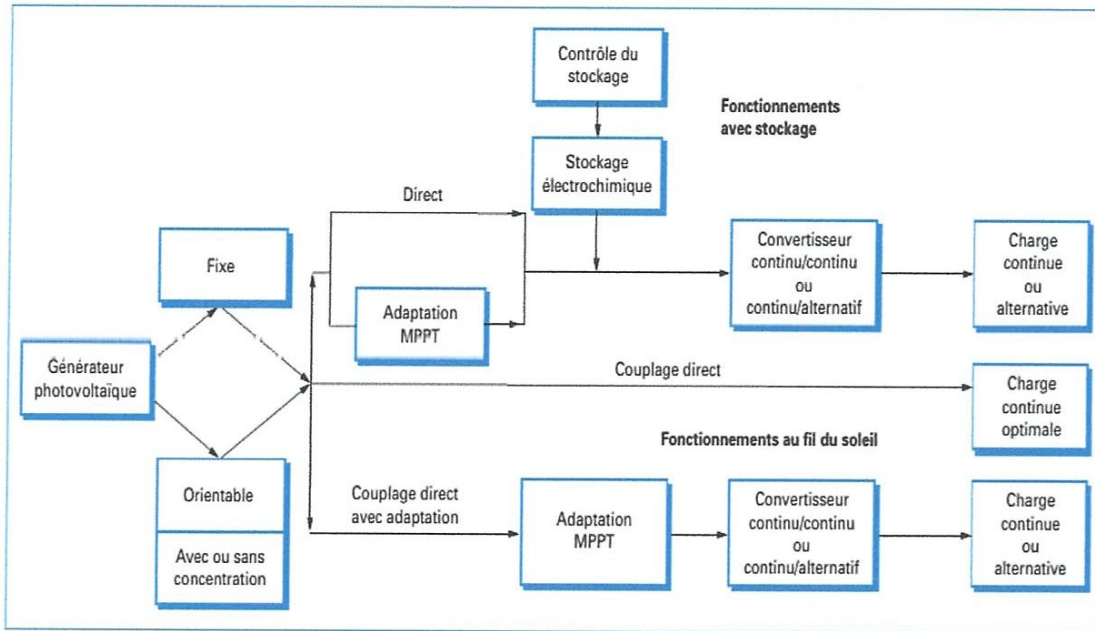 Contrôle du
stockage
Fonctionnements
avec stockage
Stockage
électrochimique
Direct
Fixe
Adaptation
MPPT
Convertisseur
continu/continu
ou
continu/alternatif
Charge
continue
ou
alternative
Générateur
photovoltaïque
Couplage direct
Charge
continue
optimale
Fonctionnements au fil du soleil
Orientable
Avec ou sans
concentration
Couplage direct
avec adaptation
Adaptation
MPPT
Convertisseur
continu/continu
ou
continu/alternatif
Charge
continue
ou
alternative